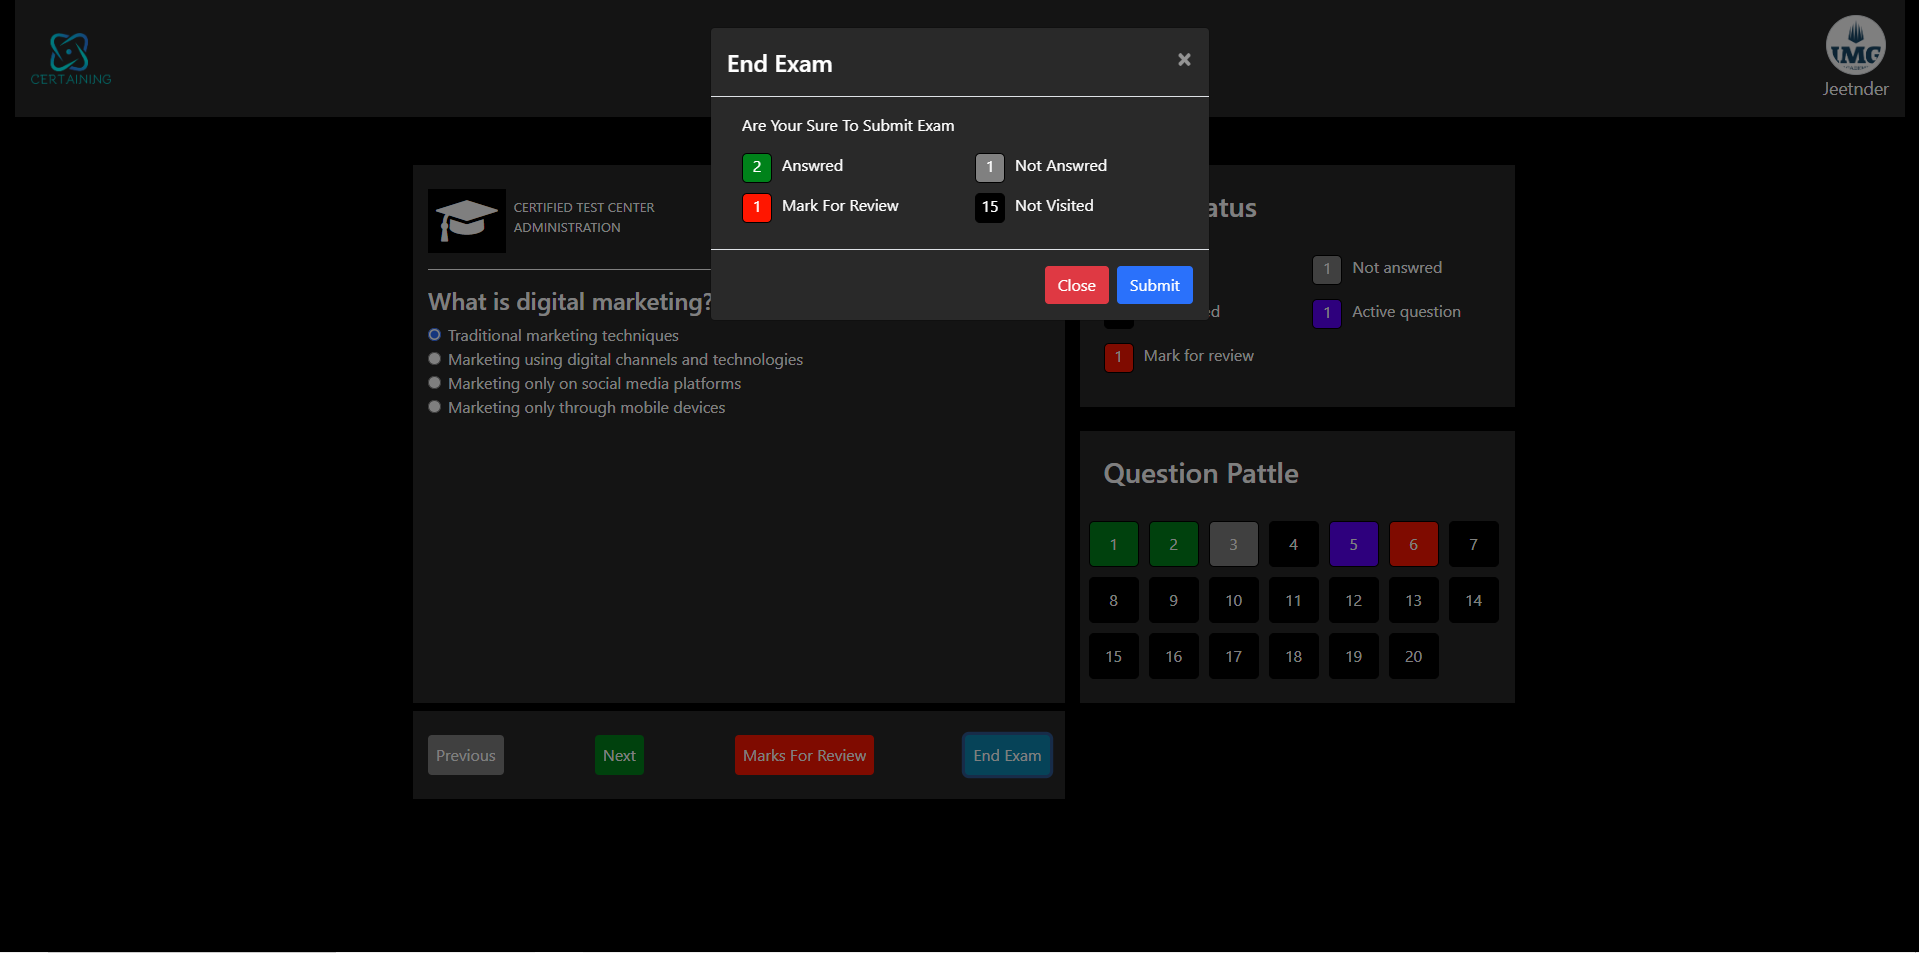 CERTAINING
IMG
Jeetnder
End Exam
×
Are Your Sure To Submit Exam
2 Answred
1 Not Answred
1 Mark For Review
15 Not Visited
Close
Submit
CERTIFIED TEST CENTER
ADMINISTRATION
What is digital marketing?
Traditional marketing techniques
Marketing using digital channels and technologies
Marketing only on social media platforms
Marketing only through mobile devices
Previous
Next
Marks For Review
End Exam
atus
1 Not answred
d
1 Active question
1 Mark for review
Question Pattle
1 2 3 4 5 6 7
8 9 10 11 12 13 14
15 16 17 18 19 20